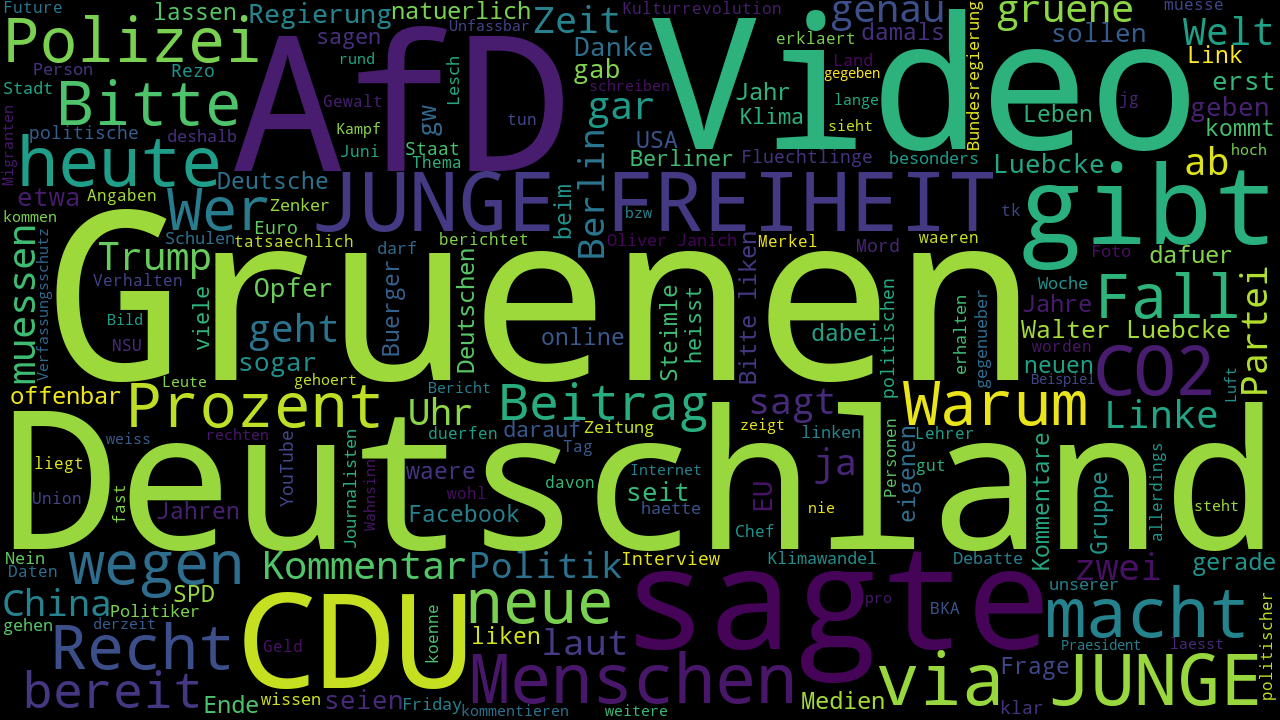 Future
lassen
Regierung
natuerlich
Zeit
Kulturrevolution
genau
gruene
muesse
Polizei
sagen
AfD
Unfassbar
Video
damals
sollen
Welt
Danke
erklaert
rund
Person
Rezo
Lesch
gab
Land
gegeben
Link
Bundesregierung
Stadt
Bitte
Gewalt
schreiben
gar
Jahr
lange
Leben
jg
erst
geben
Migranten
politische
deshalb
Kampf
gw
tun
Klima
sieht
kommt
heute
Juni
Staat
Thema
USA
Berlin
Berliner
Fluechtlinge
besonders
Luebcke
hoch
ab
etwa
Angaben
Deutsche
Wer
Zenker
JUNGE
FREIHEIT
beim
bzw
tk
gibt
kommen
Euro
Schulen
tatsaechlich
darf
berichtet
Oliver Janich
Merkel
Mord
waeren
Foto
dafuer
muessen
Verfassungsschutz
Trump
Verhalten
Gruenen
Opfer
viele
Buerger
Deutschen
Steimle
heisst
Bitte liken
politischen
erhalten
gegenueber
Woche
Jahre
Fall
Partei
Bild
NSU
geht
sogar
online
dabei
Walter Luebcke
worden
neuen
Beispiel
CO2
Luft
offenbar
Leute
gehoert
Bericht
Prozent
Uhr
Beitrag
sagt
Warum
Linke
weiss
rechten
duerfen
darauf
Zeitung
zeigt
linken
Lehrer
Deutschland
liegt
Union
fast
Jahren
YouTube
Journalisten
Wahnsinn
waere
wohl
Facebook
Tag
davon
Internet
seit
haette
EU
Chef
ja
nie
Personen
eigenen
gut
Kommentare
Gruppe
allerdings
steht
Nein
Daten
wegen
Kommentar
Politik
Interview
Klimawandel
Debatte
zwei
gerade
China
gehen
SPD
Politiker
derzeit
CDU
koenne
neue
sagte
pro
BKA
unserer
macht
politischer
Recht
Geld
liken
laut
Praesident
laesst
bereit
Ende
wissen
seien
Friday
Menschen
kommentieren
weitere
Medien
via
Frage
klar
JUNGE